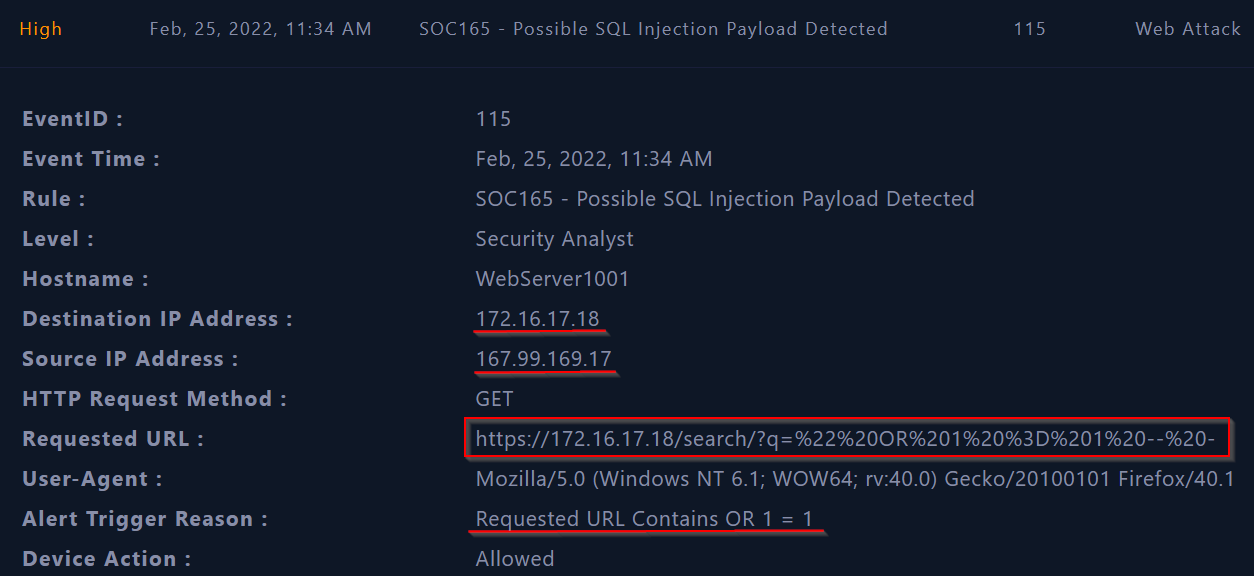 High Feb, 25, 2022, 11:34 AM SOC165 - Possible SQL Injection Payload Detected 115 Web Attack
EventID : 115
Event Time : Feb, 25, 2022, 11:34 AM
Rule : SOC165 - Possible SQL Injection Payload Detected
Level : Security Analyst
Hostname : WebServer1001
Destination IP Address : 172.16.17.18
Source IP Address : 167.99.169.17
HTTP Request Method : GET
Requested URL : https://172.16.17.18/search/?q=%22%20OR%201%20%3D%201%20--%20-
User-Agent : Mozilla/5.0 (Windows NT 6.1; WOW64; rv:40.0) Gecko/20100101 Firefox/40.1
Alert Trigger Reason : Requested URL Contains OR 1 = 1
Device Action : Allowed